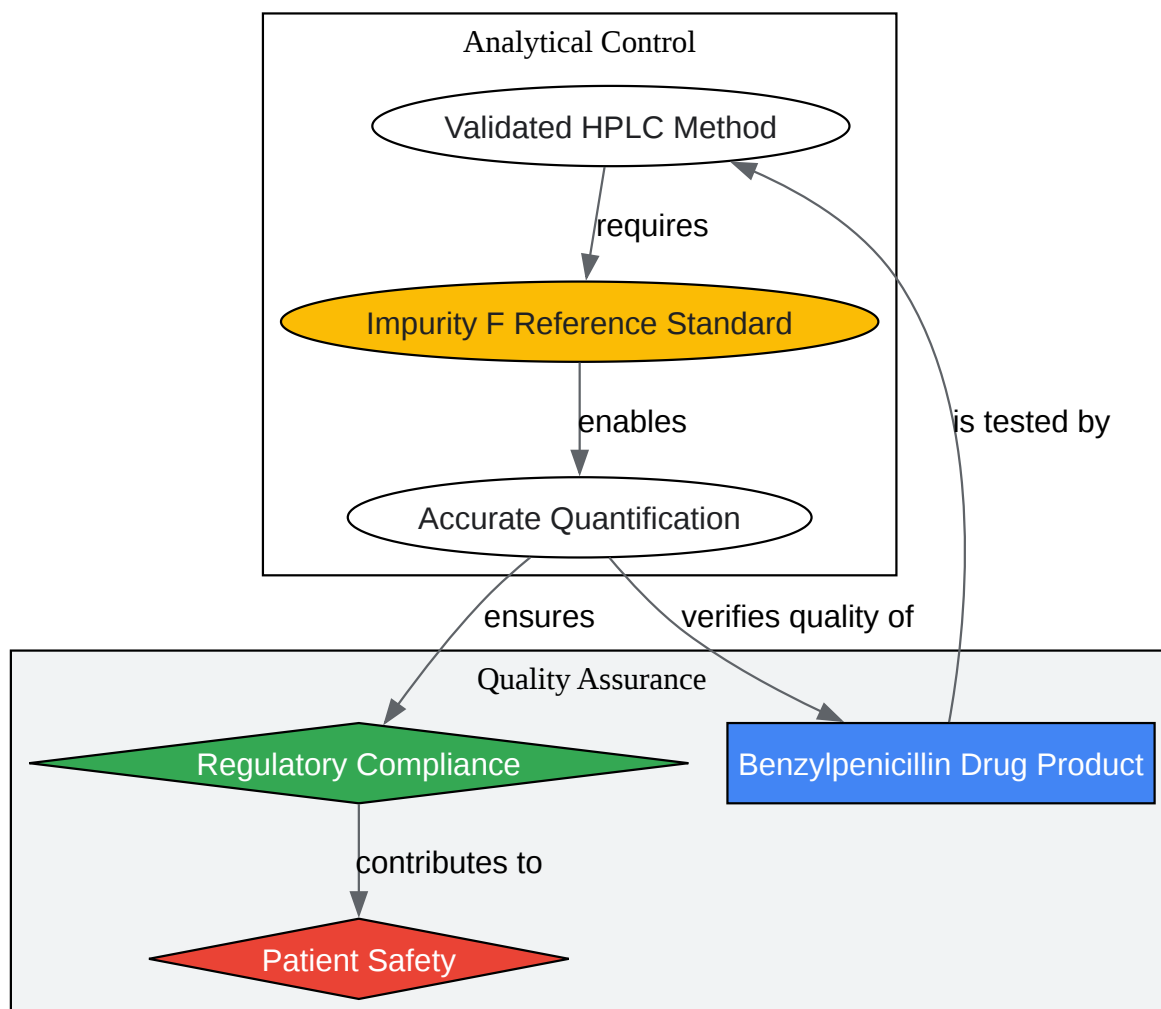 Analytical Control
Validated HPLC Method
requires
Impurity F Reference Standard
enables
is tested by
Accurate Quantification
ensures
verifies quality of
Quality Assurance
Regulatory Compliance
Benzylpenicillin Drug Product
contributes to
Patient Safety